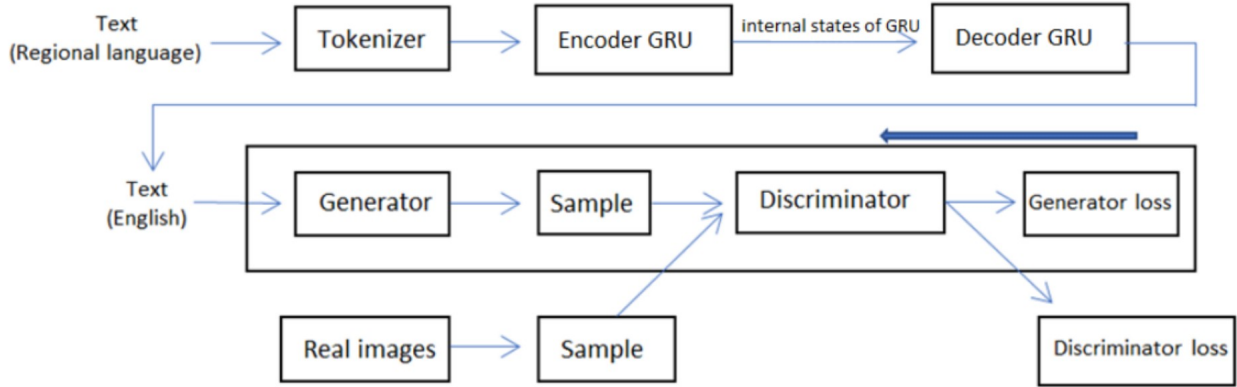 Text
(Regional language)
Tokenizer
Encoder GRU
internal states of GRU
Decoder GRU
Text
(English)
Generator
Sample
Discriminator
Generator loss
Real images
Sample
Discriminator loss